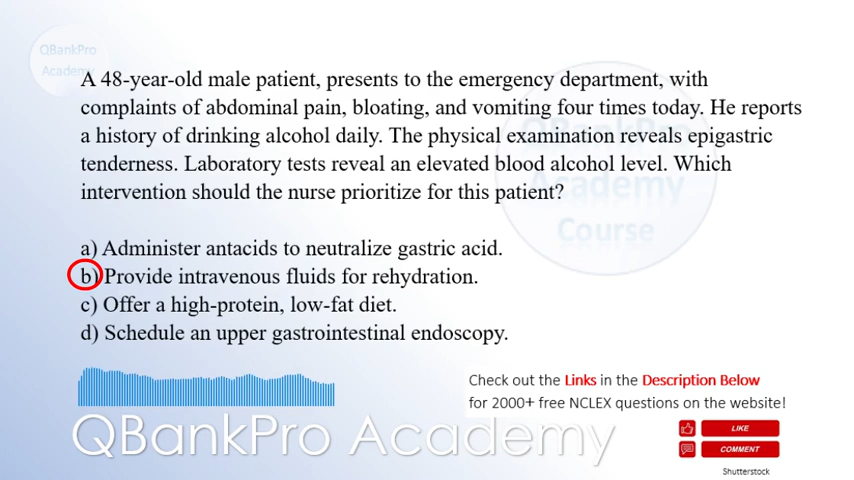 QBankPro
Academy
A 48-year-old male patient, presents to the emergency department, with
complaints of abdominal pain, bloating, and vomiting four times today. He reports
a history of drinking alcohol daily. The physical examination reveals epigastric
tenderness. Laboratory tests reveal an elevated blood alcohol level. Which
intervention should the nurse prioritize for this patient?
QBankPro
Academy
Course
a) Administer antacids to neutralize gastric acid.
b) Provide intravenous fluids for rehydration.
c) Offer a high-protein, low-fat diet.
d) Schedule an upper gastrointestinal endoscopy.
Check out the Links in the Description Below
for 2000+ free NCLEX questions on the website!
QBankPro Academy
LIKE
COMMENT
Shutterstock